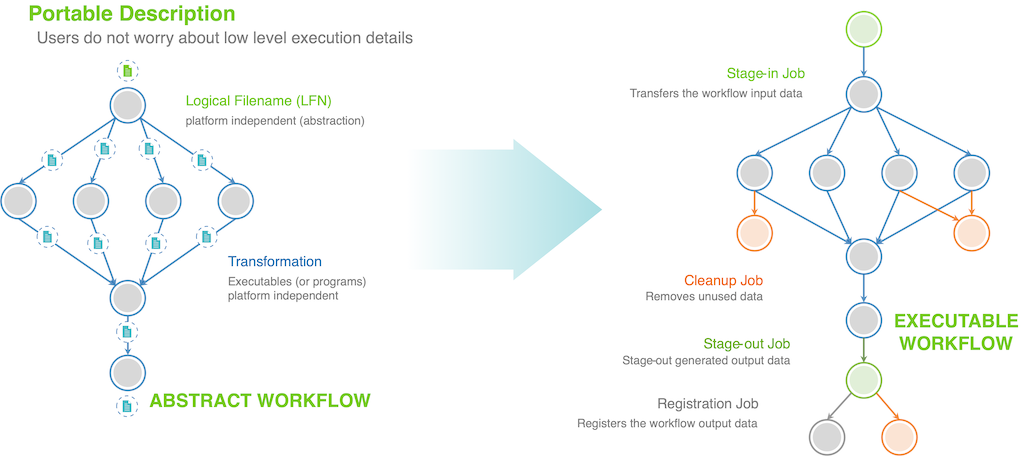 Portable Description
Users do not worry about low level execution details
Logical Filename (LFN)
platform independent (abstraction)
Transformation
Executables (or programs)
platform independent
ABSTRACT WORKFLOW
Stage-in Job
Transfers the workflow input data
Cleanup Job
Removes unused data
EXECUTABLE
WORKFLOW
Stage-out Job
Stage-out generated output data
Registration Job
Registers the workflow output data